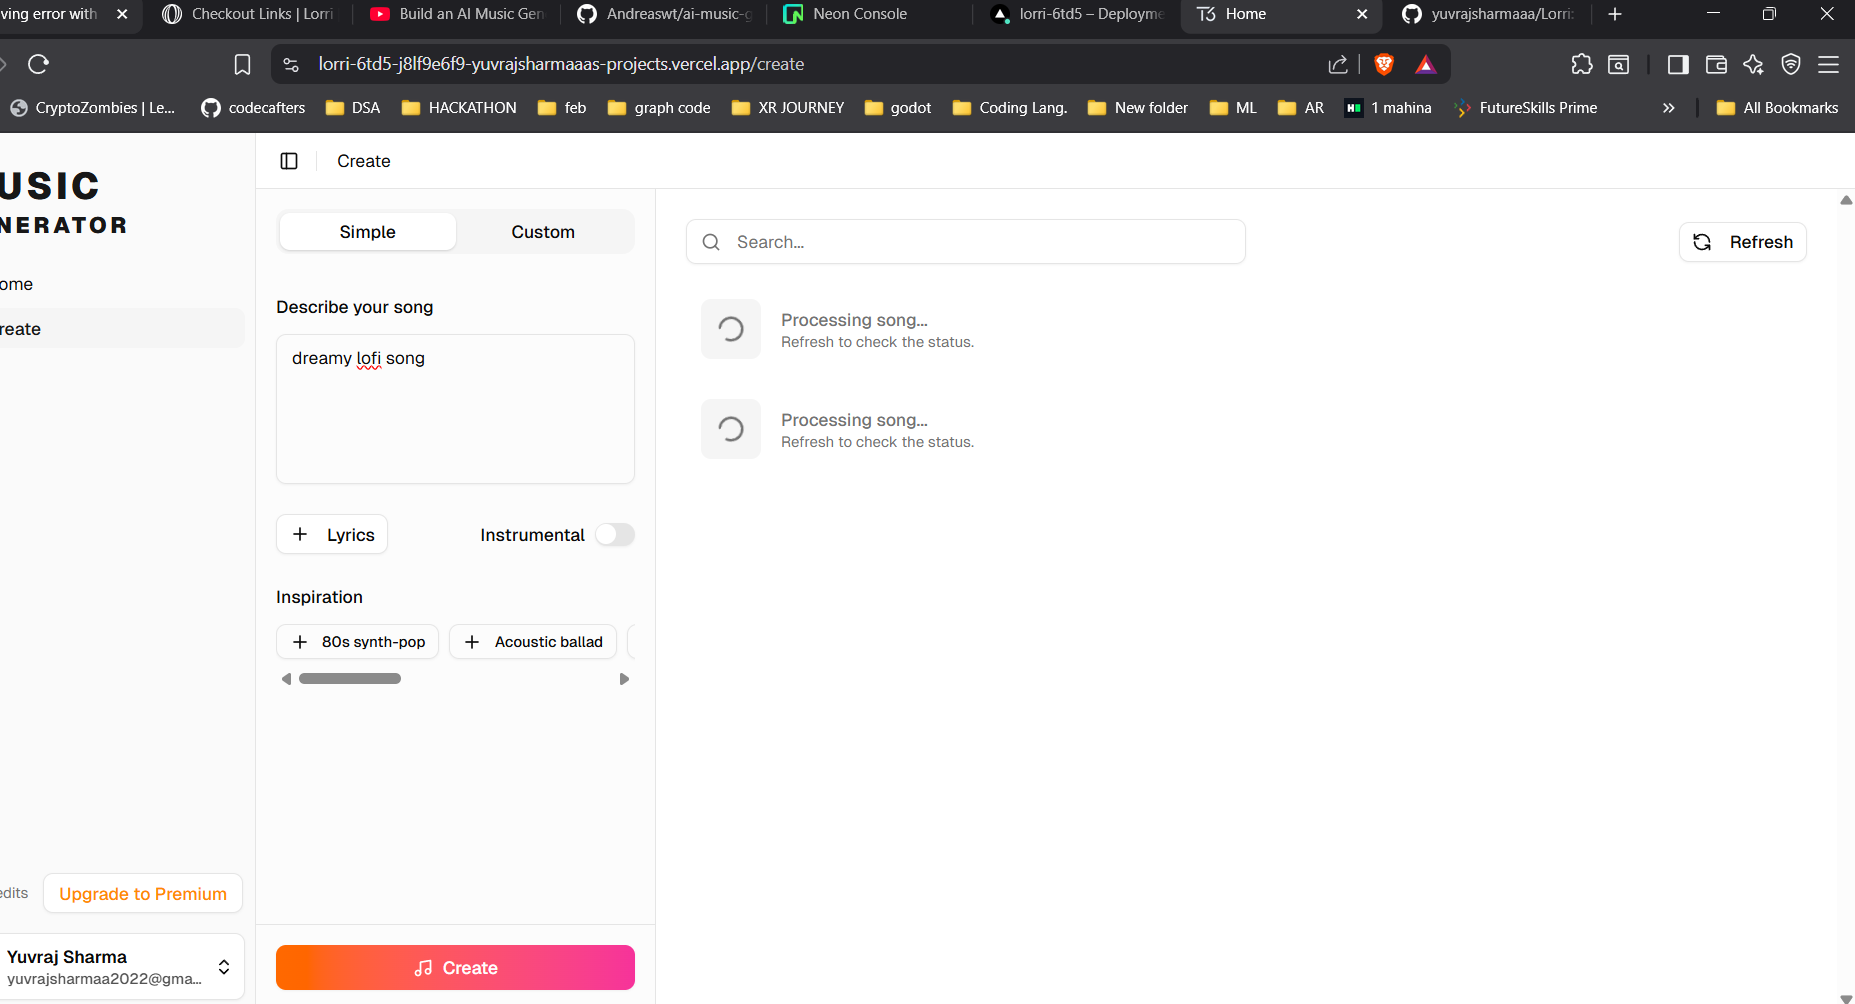 ving error with
Checkout Links | Lorri
Build an AI Music Gen
Andreaswt/ai-music-g
Neon Console
lorri-6td5 – Deployme
Home
yuvrajsharmaaa/Lorri:
lorri-6td5-j8lf9e6f9-yuvrajsharmaaas-projects.vercel.app/create
CryptoZombies | Le...
codecafters
DSA
HACKATHON
feb
graph code
XR JOURNEY
godot
Coding Lang.
New folder
ML
AR
1 mahina
FutureSkills Prime
All Bookmarks
USIC
NERATOR
ome
reate
Create
Simple
Custom
Describe your song
dreamy lofi song
Lyrics
Instrumental
Inspiration
80s synth-pop
Acoustic ballad
Search...
Refresh
Processing song...
Refresh to check the status.
Processing song...
Refresh to check the status.
edits
Upgrade to Premium
Yuvraj Sharma
yuvrajsharmaa2022@gma...
Create